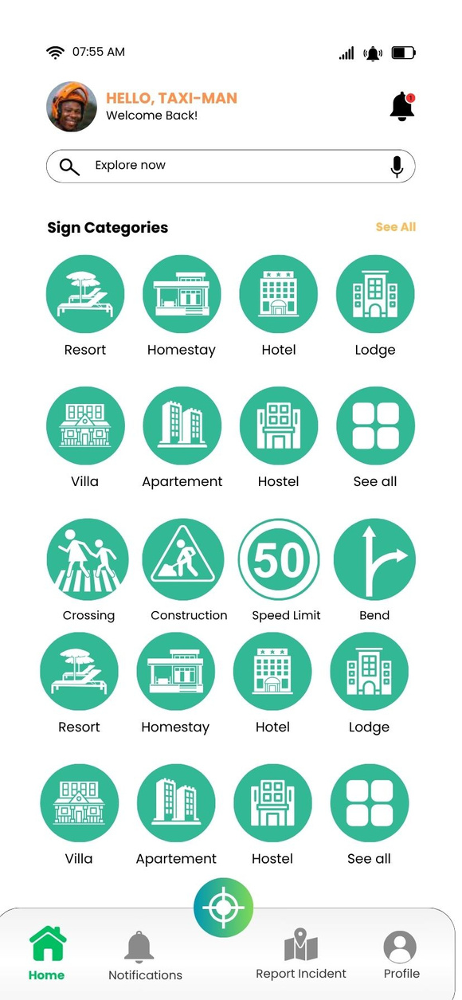 07:55 AM
HELLO, TAXI-MAN
Welcome Back!
1
Explore now
Sign Categories
See All
Resort
Homestay
Hotel
Lodge
Villa
Apartement
Hostel
See all
50
Crossing
Construction
Speed Limit
Bend
Resort
Homestay
Hotel
Lodge
Villa
Apartement
Hostel
See all
Home
Notifications
Report Incident
Profile